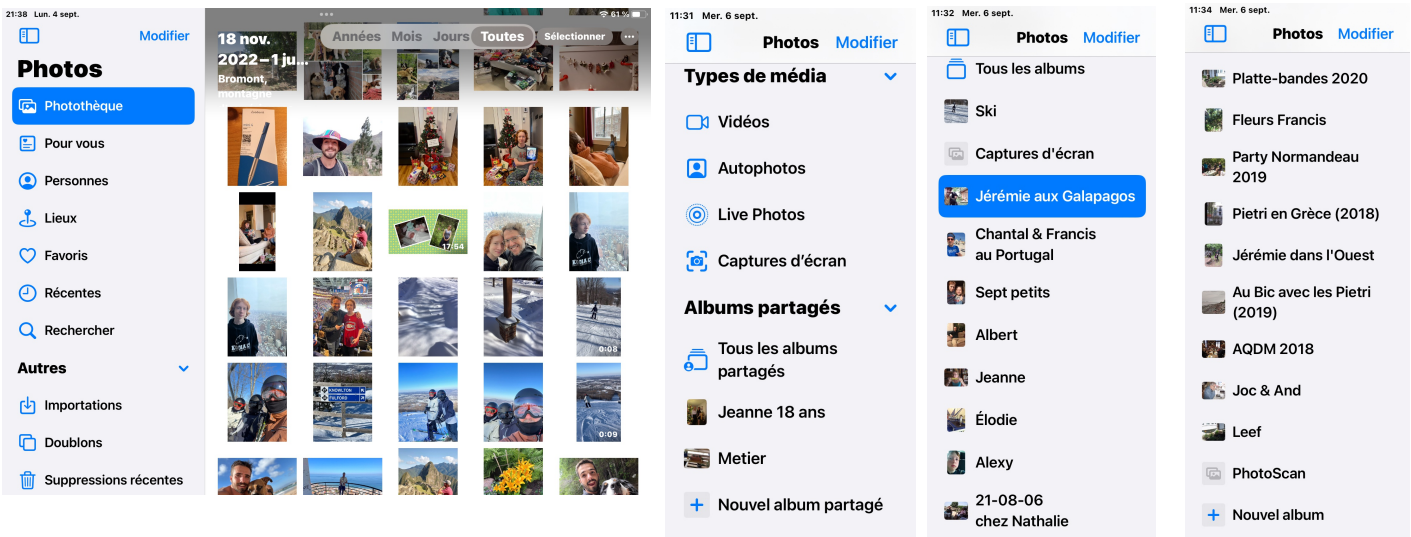 21:38 Lun. 4 sept.
Modifier
Photos
Photothèque
Pour vous
Personnes
Lieux
Favoris
Récentes
Rechercher
Autres
Importations
Doublons
Suppressions récentes
61 %
18 nov.
2022 – 1 ju...
Bromont,
montagne
Années Mois Jours Toutes Sélectionner
17:54
0:08
KNOWLTON
FULFORD
0:09
11:31 Mer. 6 sept.
Photos Modifier
Types de média
Vidéos
Autophotos
Live Photos
Captures d’écran
Albums partagés
Tous les albums
partagés
Jeanne 18 ans
Metier
Nouvel album partagé
11:32 Mer. 6 sept.
Photos Modifier
Tous les albums
Ski
Captures d'écran
Jérémie aux Galapagos
Chantal & Francis
au Portugal
Sept petits
Albert
Jeanne
Élodie
Alexy
21-08-06
chez Nathalie
11:34 Mer. 6 sept.
Photos Modifier
Platte-bandes 2020
Fleurs Francis
Party Normandeau
2019
Pietri en Grèce (2018)
Jérémie dans l'Ouest
Au Bic avec les Pietri
(2019)
AQDM 2018
Joc & And
Leef
PhotoScan
Nouvel album